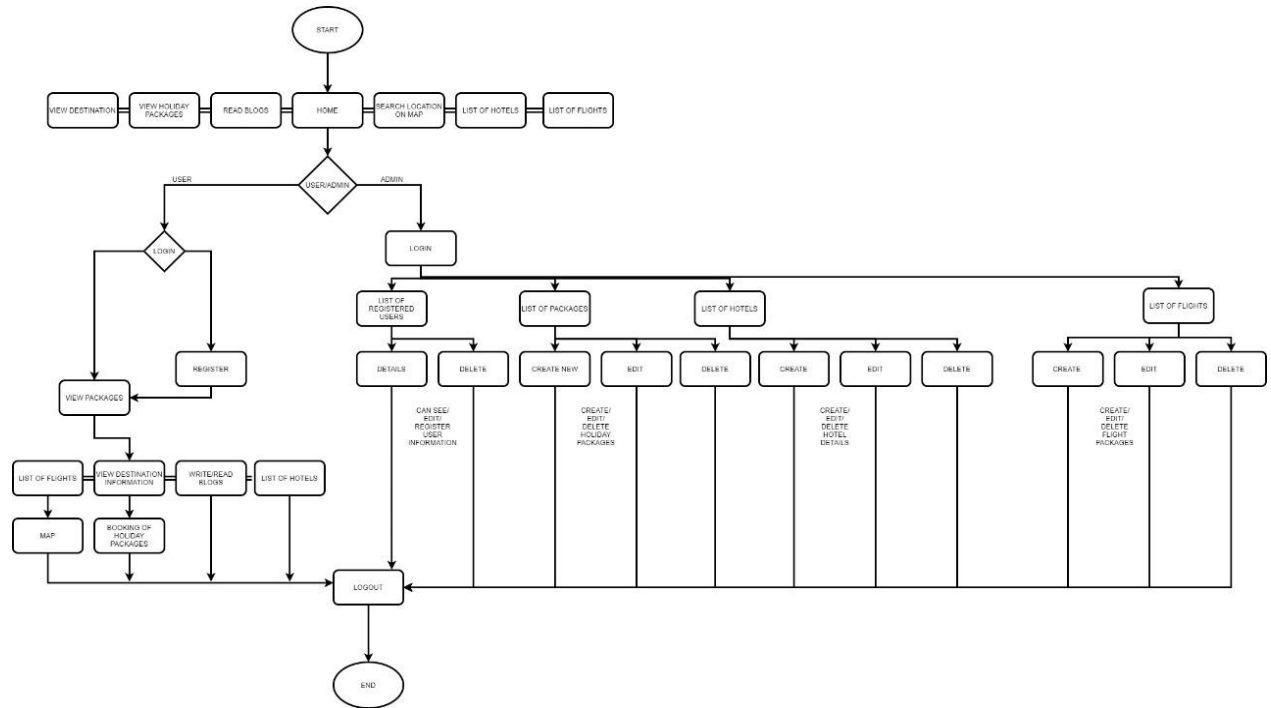 START
VIEW DESTINATION
VIEW HOLIDAY
PACKAGES
READ BLOGS
HOME
SEARCH LOCATION
ON MAP
LIST OF HOTELS
LIST OF FLIGHTS
USER
USER/ADMIN
ADMIN
LOGIN
LOGIN
LIST OF
REGISTERED
USERS
LIST OF PACKAGES
LIST OF HOTELS
LIST OF FLIGHTS
REGISTER
DETAILS
DELETE
CREATE NEW
EDIT
DELETE
CREATE
EDIT
DELETE
CREATE
EDIT
DELETE
VIEW PACKAGES
CAN SEE/
EDIT/
REGISTER
USER
INFORMATION
CREATE/
EDIT/
DELETE
HOLIDAY
PACKAGES
CREATE/
EDIT/
DELETE
HOTEL
DETAILS
CREATE/
EDIT/
DELETE
FLIGHT
PACKAGES
LIST OF FLIGHTS
VIEW DESTINATION
INFORMATION
WRITE/READ
BLOGS
LIST OF HOTELS
MAP
BOOKING OF
HOLIDAY
PACKAGES
LOGOUT
END